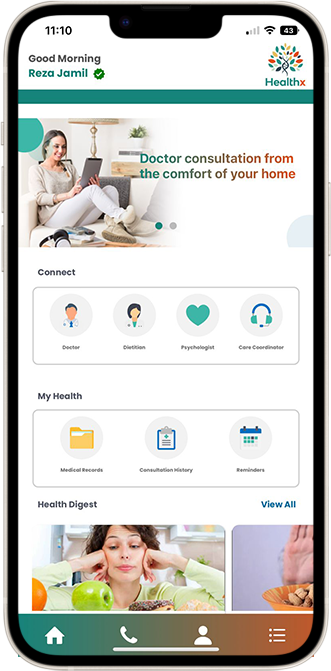 11:10
43
Good Morning
Reza Jamil
Healthx
Doctor consultation from
the comfort of your home
Connect
Doctor
Dietitian
Psychologist
Care Coordinator
My Health
Medical Records
Consultation History
Reminders
Health Digest
View All